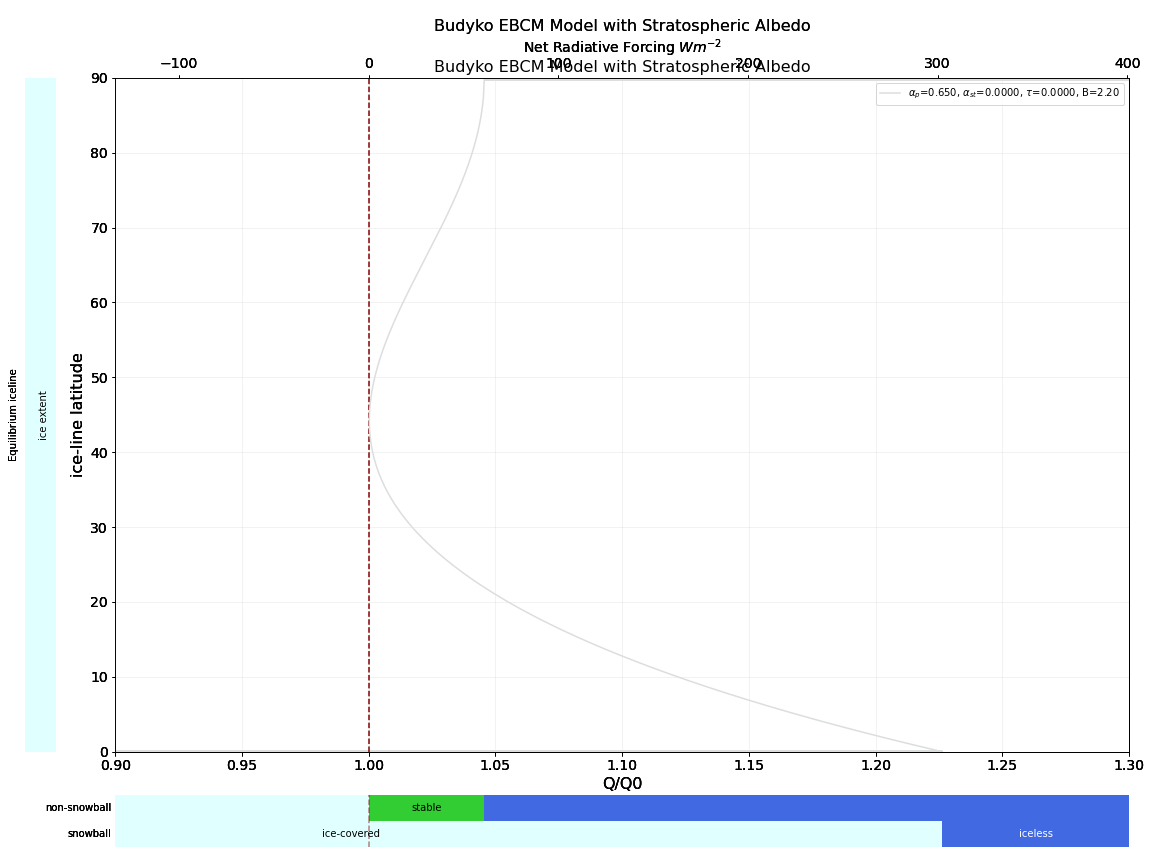 Budyko EBCM Model with Stratospheric Albedo
Net Radiative Forcing Wm⁻²
Budyko EBCM Model with Stratospheric Albedo
−100 0 100 200 300 400
α_p=0.650, α_st=0.0000, τ=0.0000, B=2.20
90
80
70
60
50
40
30
20
10
0
Equilibrium iceline
ice extent
ice-line latitude
0.90 0.95 1.00 1.05 1.10 1.15 1.20 1.25 1.30
Q/Q0
non-snowball
stable
snowball
ice-covered
iceless